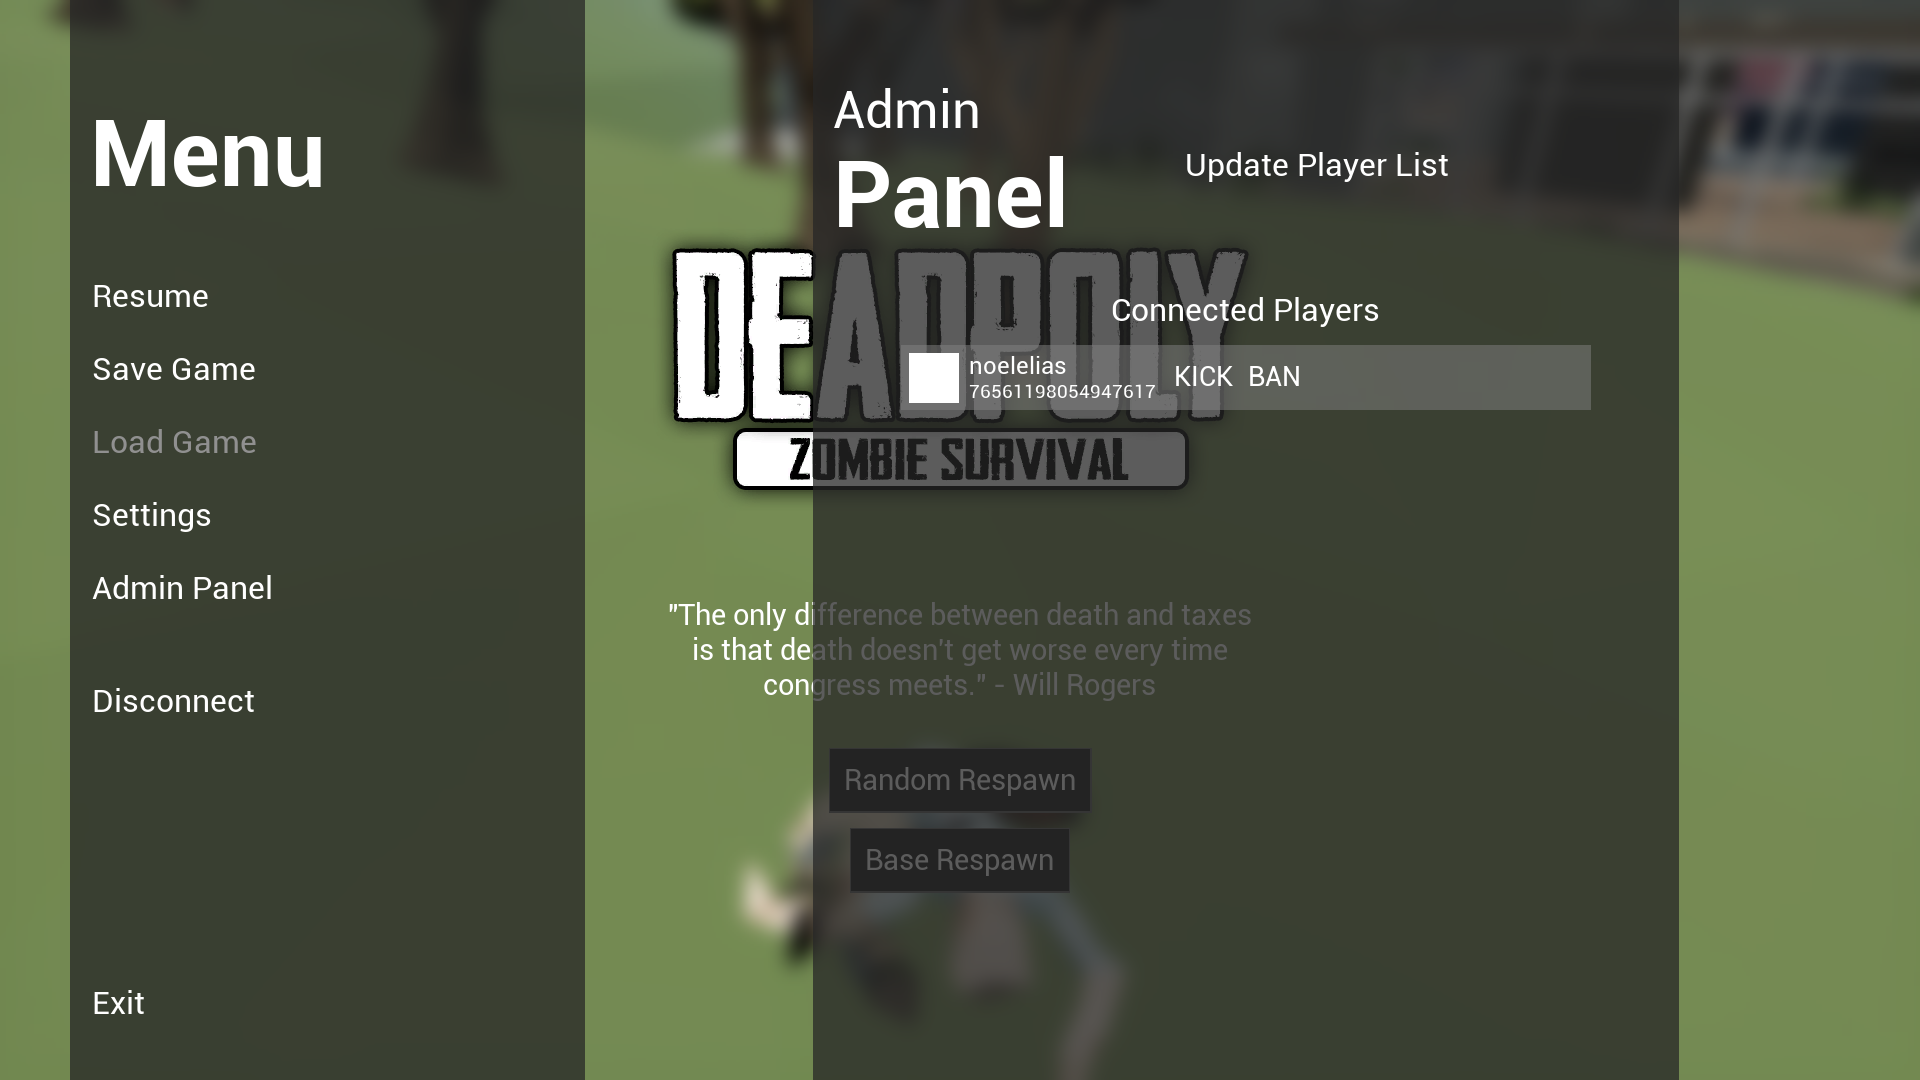 Menu
Resume
Save Game
Load Game
Settings
Admin Panel
Disconnect
Exit
Admin
Panel
Update Player List
DEADPOLY
ZOMBIE SURVIVAL
Connected Players
noelelias
76561198054947617
KICK BAN
"The only difference between death and taxes
is that death doesn't get worse every time
congress meets." - Will Rogers
Random Respawn
Base Respawn